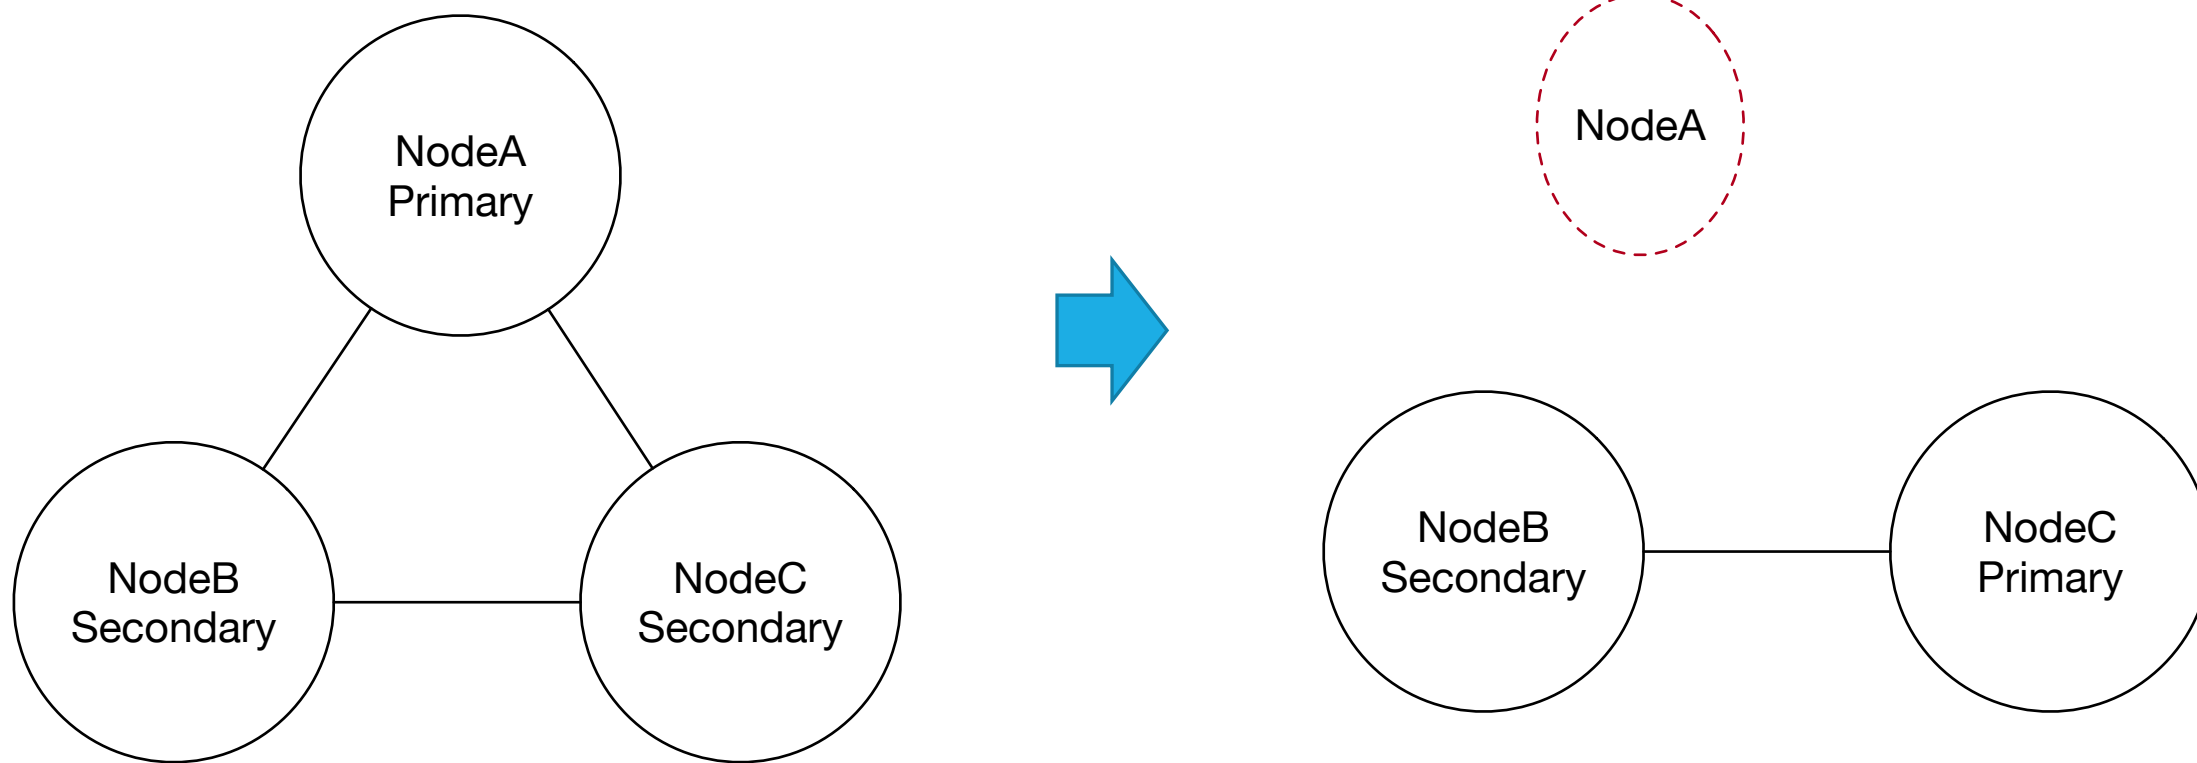 NodeA
Primary
NodeB
Secondary
NodeC
Secondary
NodeA
NodeB
Secondary
NodeC
Primary